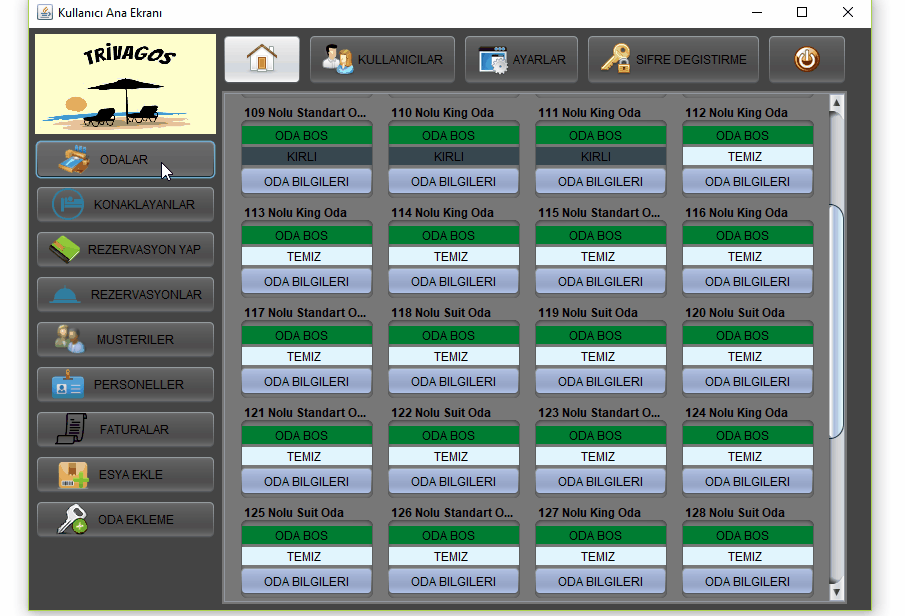 Kullanıcı Ana Ekranı
TRİVAGOS
KULLANICILAR
AYARLAR
SIFRE DEGISTIRME
ODALAR
KONAKLAYANLAR
REZERVASYON YAP
REZERVASYONLAR
MUSTERILER
PERSONELLER
FATURALAR
ESYA EKLE
ODA EKLEME
109 Nolu Standart O... 110 Nolu King Oda 111 Nolu King Oda 112 Nolu King Oda
ODA BOS ODA BOS ODA BOS ODA BOS
KIRLI KIRLI KIRLI TEMIZ
ODA BILGILERI ODA BILGILERI ODA BILGILERI ODA BILGILERI
113 Nolu King Oda 114 Nolu King Oda 115 Nolu Standart O... 116 Nolu King Oda
ODA BOS ODA BOS ODA BOS ODA BOS
TEMIZ TEMIZ TEMIZ TEMIZ
ODA BILGILERI ODA BILGILERI ODA BILGILERI ODA BILGILERI
117 Nolu Standart O... 118 Nolu Suit Oda 119 Nolu Suit Oda 120 Nolu Suit Oda
ODA BOS ODA BOS ODA BOS ODA BOS
TEMIZ TEMIZ TEMIZ TEMIZ
ODA BILGILERI ODA BILGILERI ODA BILGILERI ODA BILGILERI
121 Nolu Standart O... 122 Nolu Suit Oda 123 Nolu Standart O... 124 Nolu King Oda
ODA BOS ODA BOS ODA BOS ODA BOS
TEMIZ TEMIZ TEMIZ TEMIZ
ODA BILGILERI ODA BILGILERI ODA BILGILERI ODA BILGILERI
125 Nolu Suit Oda 126 Nolu Standart O... 127 Nolu King Oda 128 Nolu Suit Oda
ODA BOS ODA BOS ODA BOS ODA BOS
TEMIZ TEMIZ TEMIZ TEMIZ
ODA BILGILERI ODA BILGILERI ODA BILGILERI ODA BILGILERI